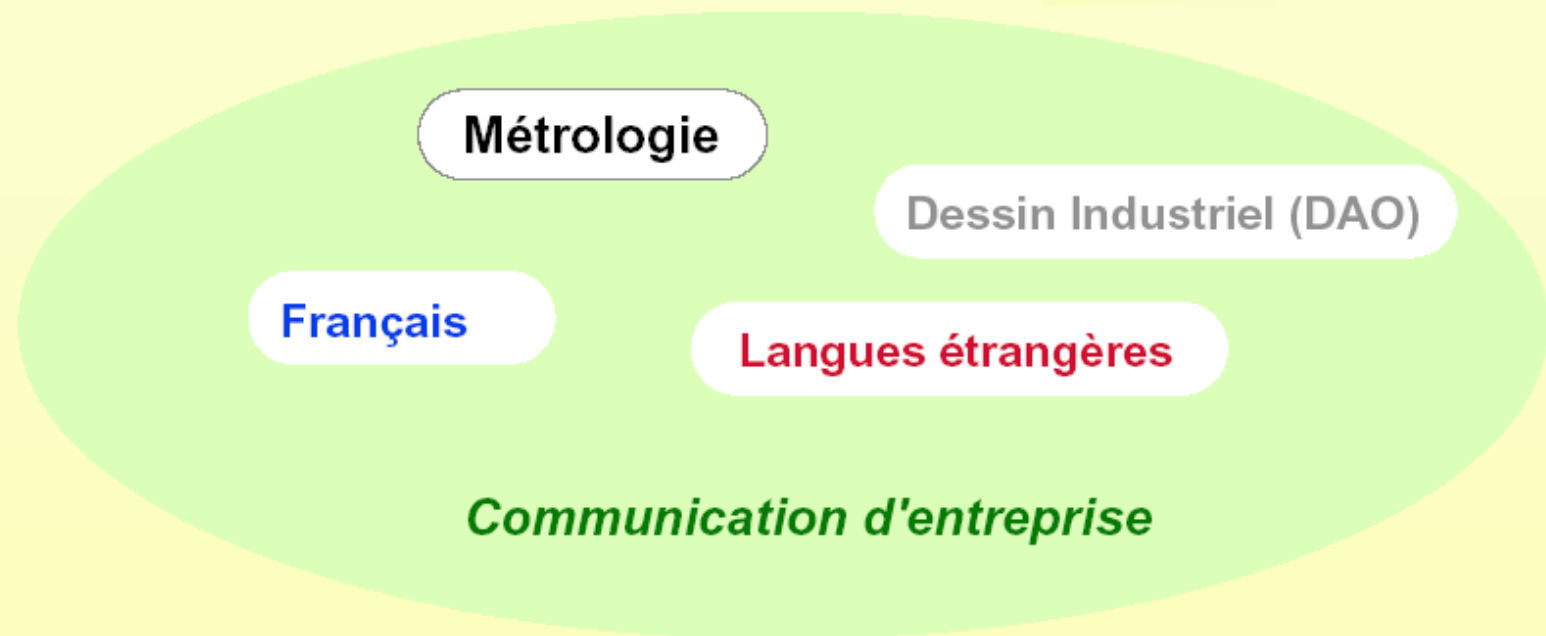 Métrologie
Dessin Industriel (DAO)
Français
Langues étrangères
Communication d'entreprise